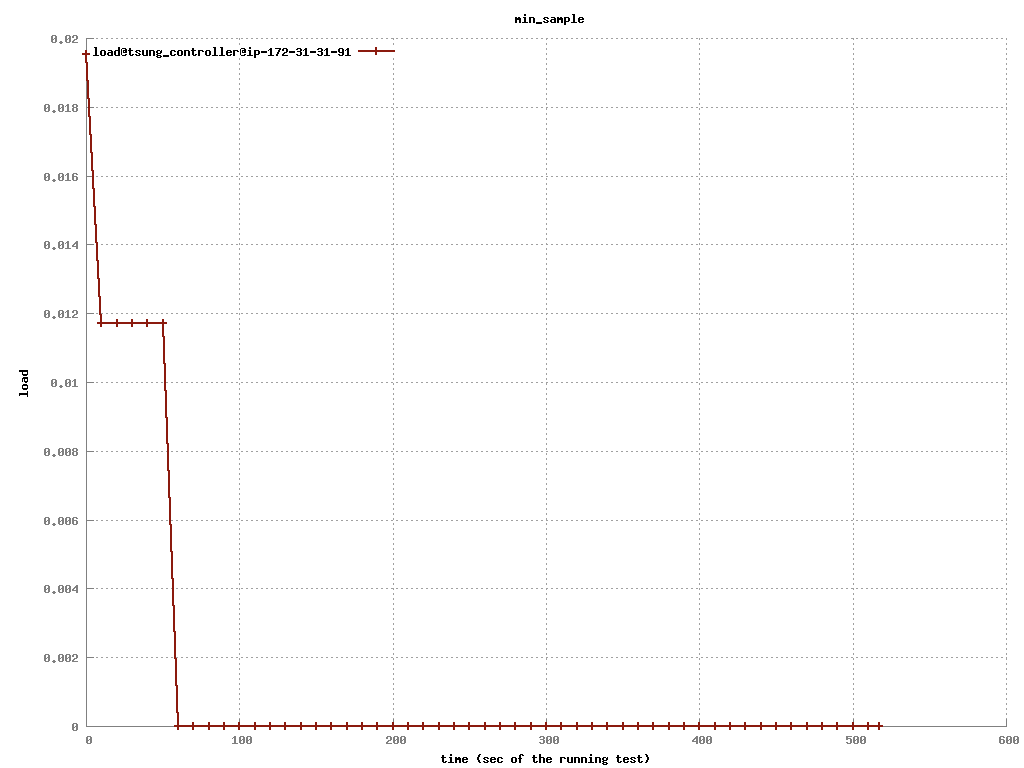 min_sample
load@tsung_controller@ip-172-31-31-91
0.02
0.018
0.016
0.014
0.012
0.01
0.008
0.006
0.004
0.002
0
load
0 100 200 300 400 500 600
time (sec of the running test)